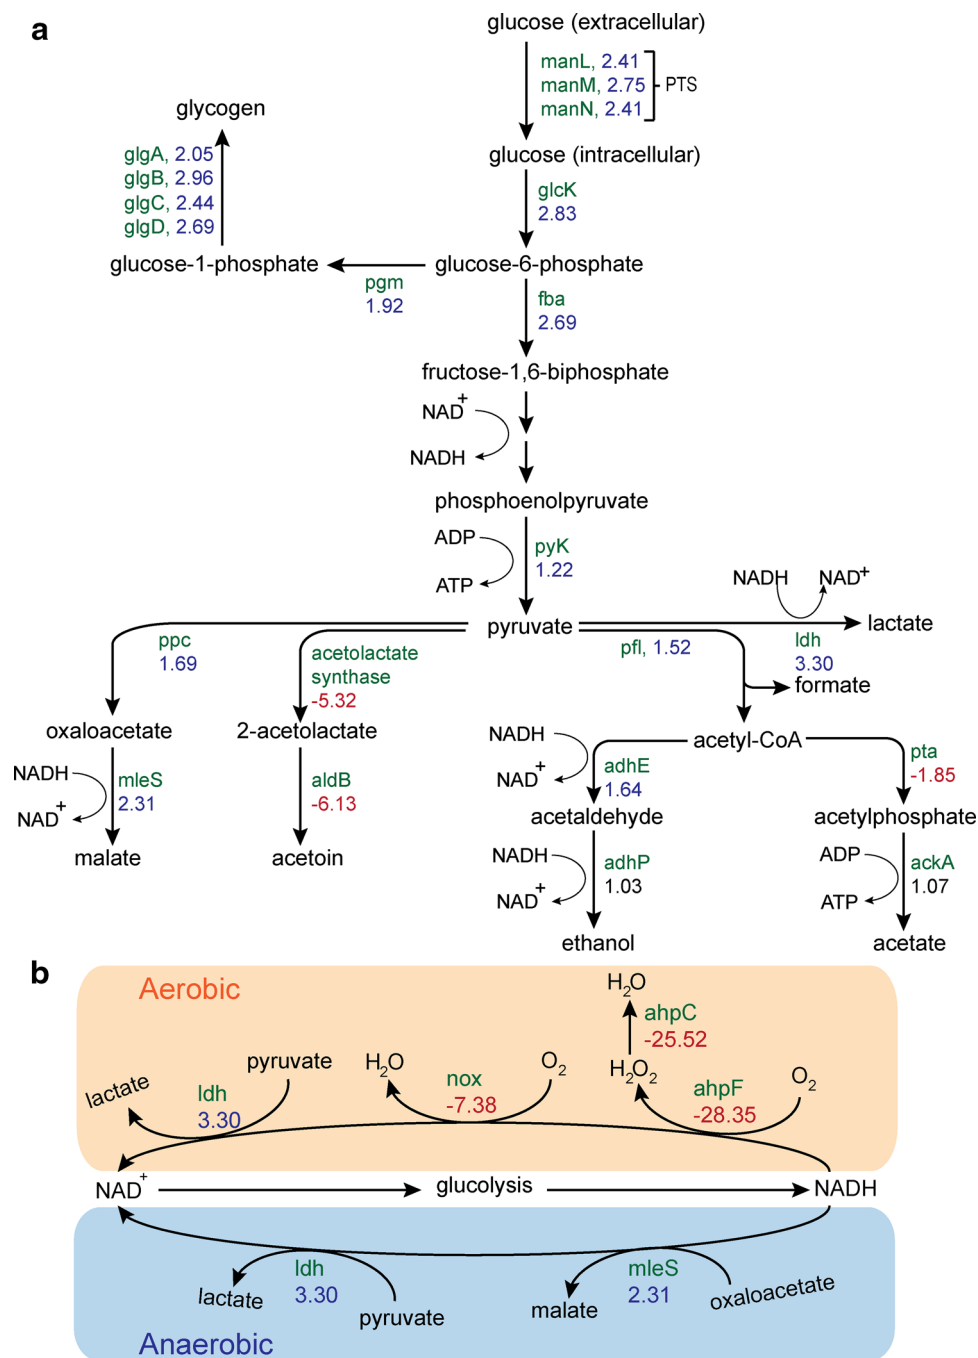 a
glucose (extracellular)
manL, 2.41
manM, 2.75
manN, 2.41
PTS
glycogen
glgA, 2.05
glgB, 2.96
glgC, 2.44
glgD, 2.69
glucose (intracellular)
glcK
2.83
glucose-1-phosphate
glucose-6-phosphate
pgm
1.92
fba
2.69
fructose-1,6-biphosphate
NAD+
NADH
phosphoenolpyruvate
ADP
ATP
pyK
1.22
NADH
NAD+
pyruvate
lactate
ppc
1.69
acetolactate
synthase
-5.32
pfl, 1.52
ldh
3.30
formate
oxaloacetate
2-acetolactate
acetyl-CoA
NADH
NAD+
mleS
2.31
aldB
-6.13
NADH
NAD+
adhE
1.64
pta
-1.85
acetaldehyde
acetylphosphate
malate
acetoin
NADH
NAD+
adhP
1.03
ADP
ATP
ackA
1.07
ethanol
acetate
b
Aerobic
H2O
ahpC
-25.52
lactate
ldh
3.30
pyruvate
H2O
nox
-7.38
O2
H2O2
ahpF
-28.35
O2
NAD+
glucolysis
NADH
lactate
ldh
3.30
pyruvate
malate
mleS
2.31
oxaloacetate
Anaerobic